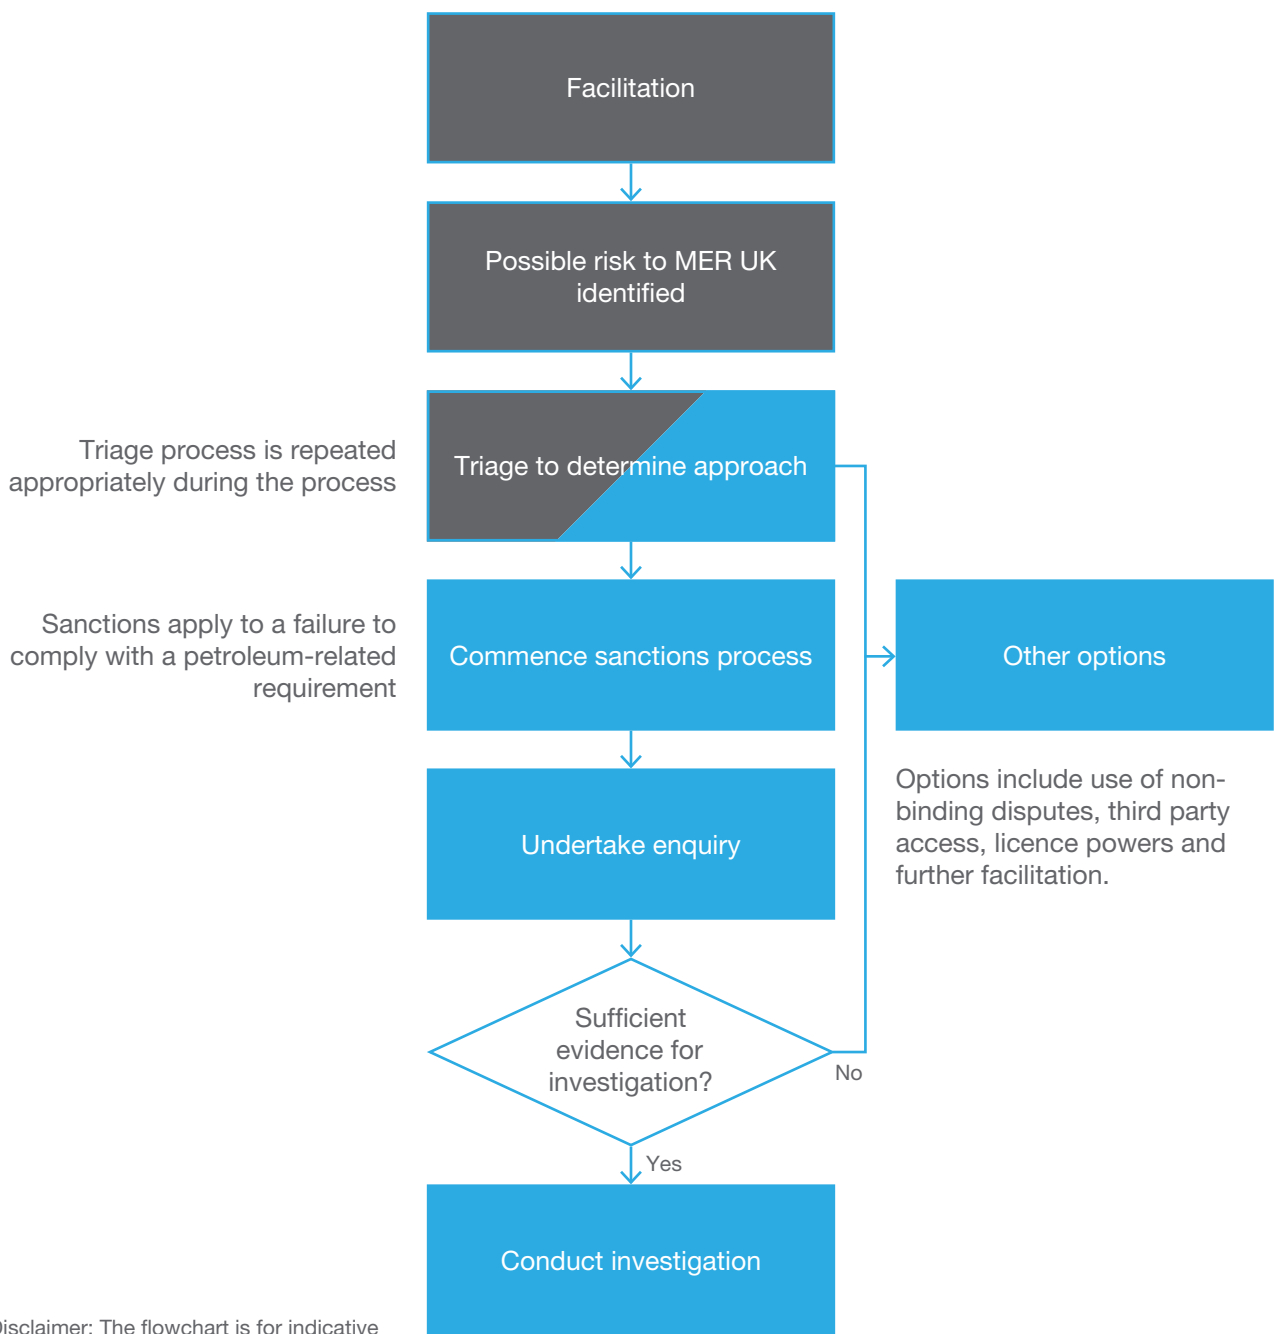 Facilitation
Possible risk to MER UK
identified
Triage process is repeated
appropriately during the process
Triage to determine approach
Sanctions apply to a failure to
comply with a petroleum-related
requirement
Commence sanctions process
Other options
Options include use of non-
binding disputes, third party
access, licence powers and
further facilitation.
Undertake enquiry
Sufficient
evidence for
investigation?
No
Yes
Conduct investigation
Disclaimer: The flowchart is for indicative